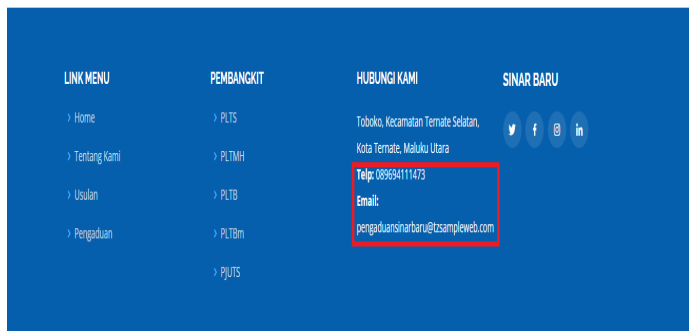 LINK MENU
Home
Tentang Kami
Usulan
Pengaduan
PEMBANGKIT
PLTS
PLTMH
PLTB
PLTBm
PJUTS
HUBUNGI KAMI
Toboko, Kecamatan Ternate Selatan,
Kota Ternate, Maluku Utara
Telp: 089694111473
Email:
pengaduansinarbaru@tzsampleweb.com
SINAR BARU